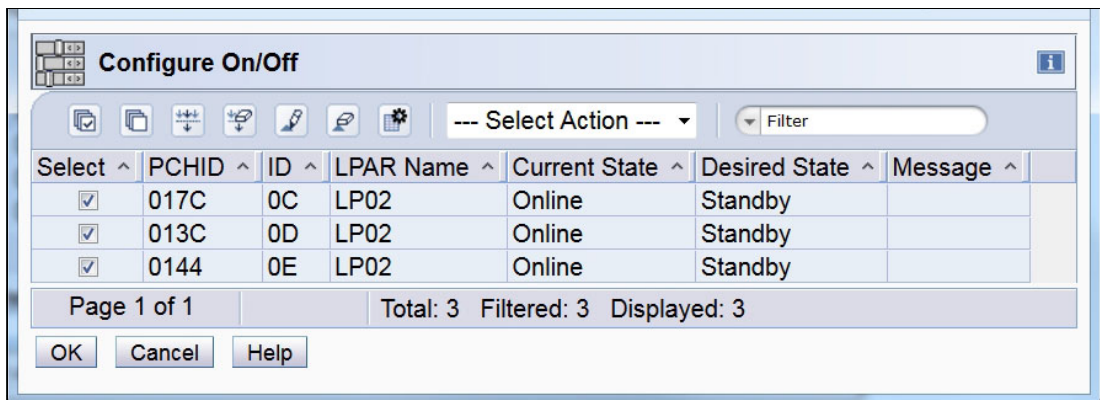 Configure On/Off
--- Select Action --- Filter
Select PCHID ID LPAR Name Current State Desired State Message
017C 0C LP02 Online Standby
013C 0D LP02 Online Standby
0144 0E LP02 Online Standby
Page 1 of 1 Total: 3 Filtered: 3 Displayed: 3
OK Cancel Help